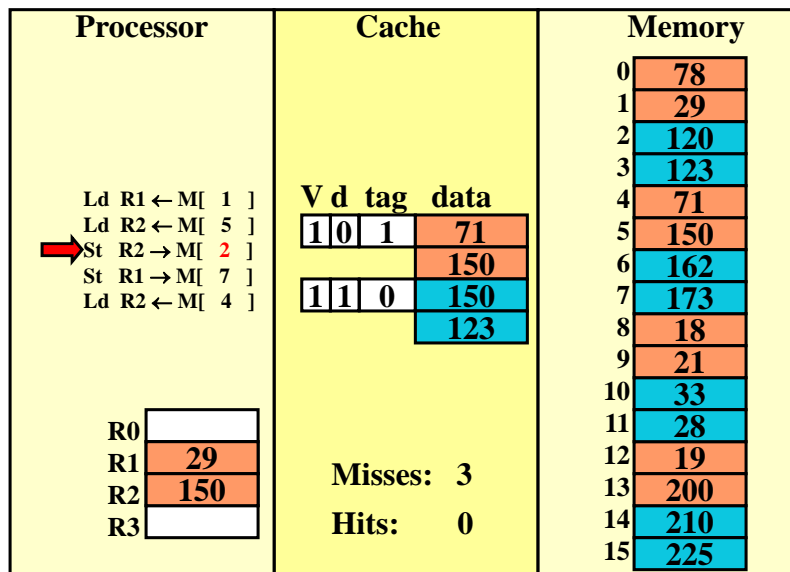 Processor
Ld R1 ← M[ 1 ]
Ld R2 ← M[ 5 ]
St R2 → M[ 2 ]
St R1 → M[ 7 ]
Ld R2 ← M[ 4 ]
R0
R1 29
R2 150
R3
Cache
V d tag data
1 0 1 71
150
1 1 0 150
123
Misses: 3
Hits: 0
Memory
0 78
1 29
2 120
3 123
4 71
5 150
6 162
7 173
8 18
9 21
10 33
11 28
12 19
13 200
14 210
15 225